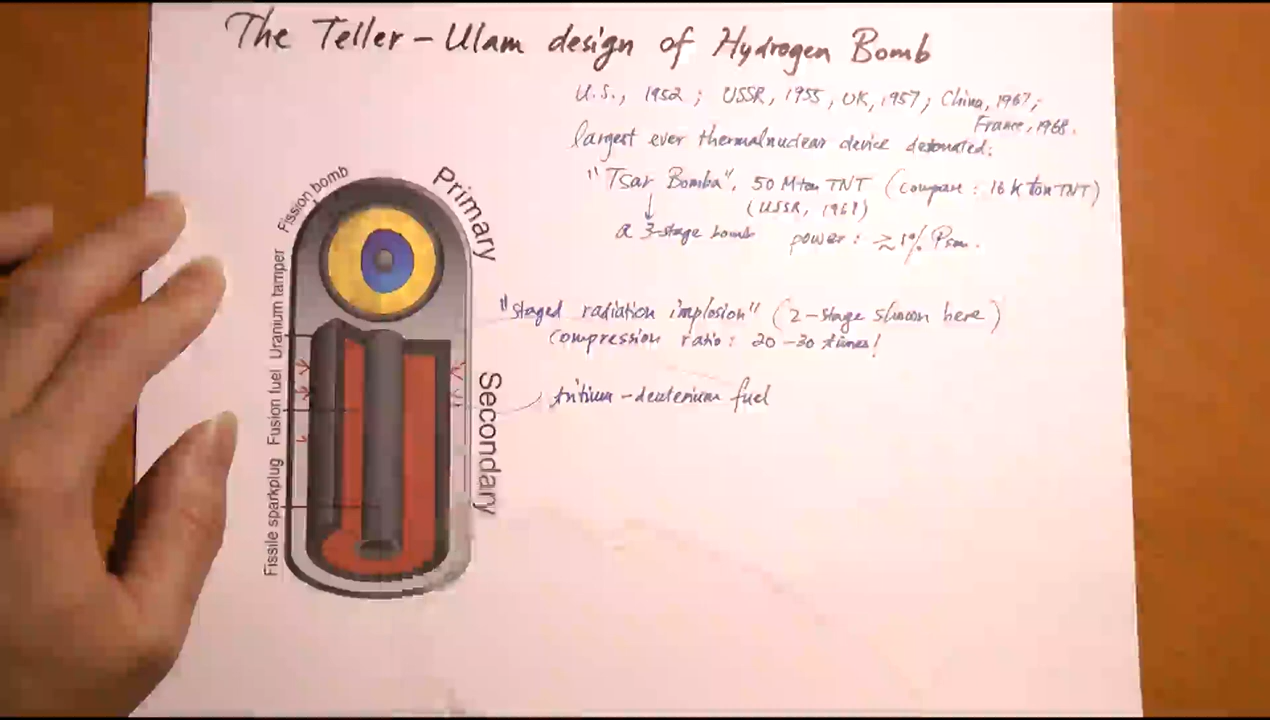 The Teller-Ulam design of Hydrogen Bomb
U.S., 1952; USSR, 1955, UK, 1957; China, 1967;
France, 1968.
largest ever thermalnuclear device detonated:
"Tsar Bomba", 50 Mton TNT (compare: 16 kton TNT)
(USSR, 1961)
a 3-stage bomb power: ≳1% Psun.
Fission bomb
Primary
"staged radiation implosion" (2-stage shown here)
compression ratio: 20-30 times!
Uranium tamper
tritium-deuterium fuel
Fusion fuel
Secondary
Fissile sparkplug